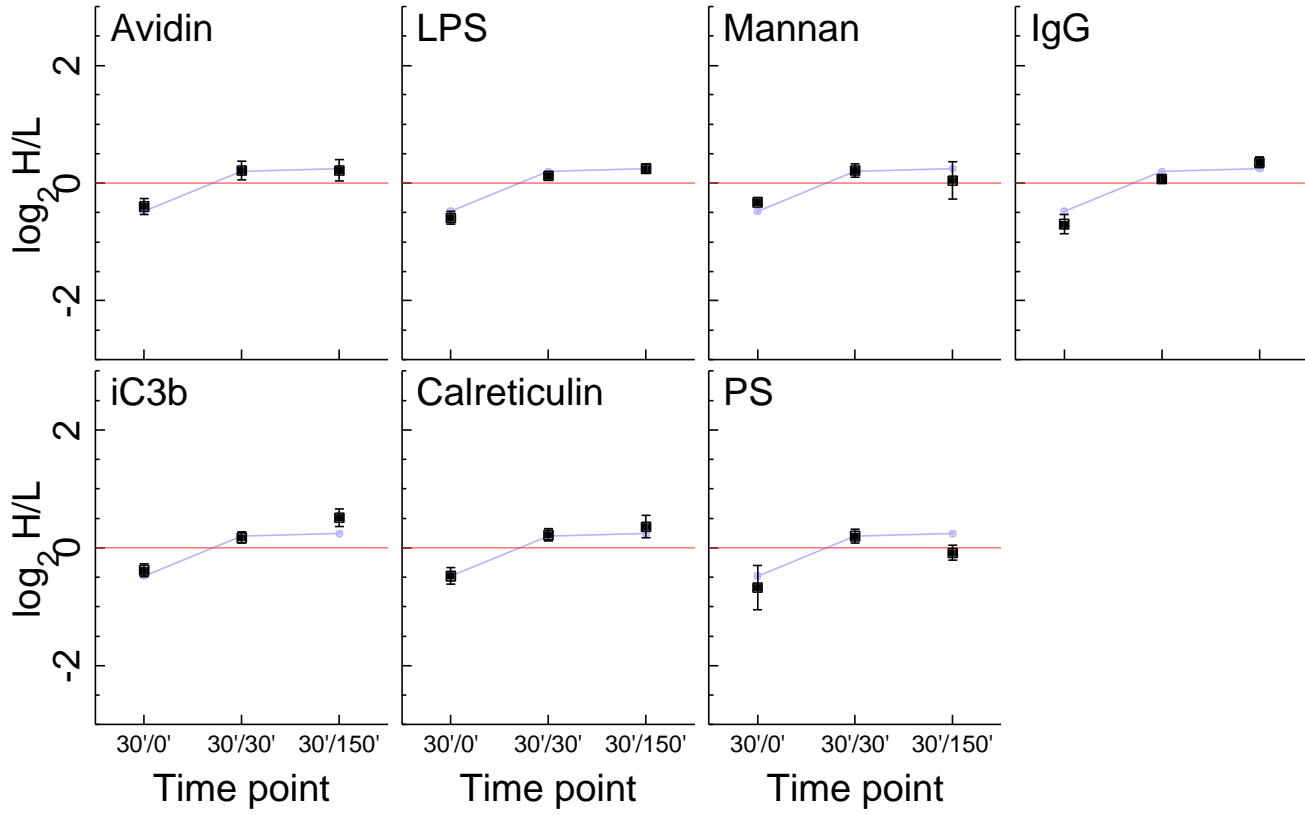 Avidin
LPS
Mannan
IgG
2
0
-2
log₂ H/L
iC3b
Calreticulin
PS
2
0
-2
log₂ H/L
30'/0' 30'/30' 30'/150'
30'/0' 30'/30' 30'/150'
30'/0' 30'/30' 30'/150'
Time point
Time point
Time point